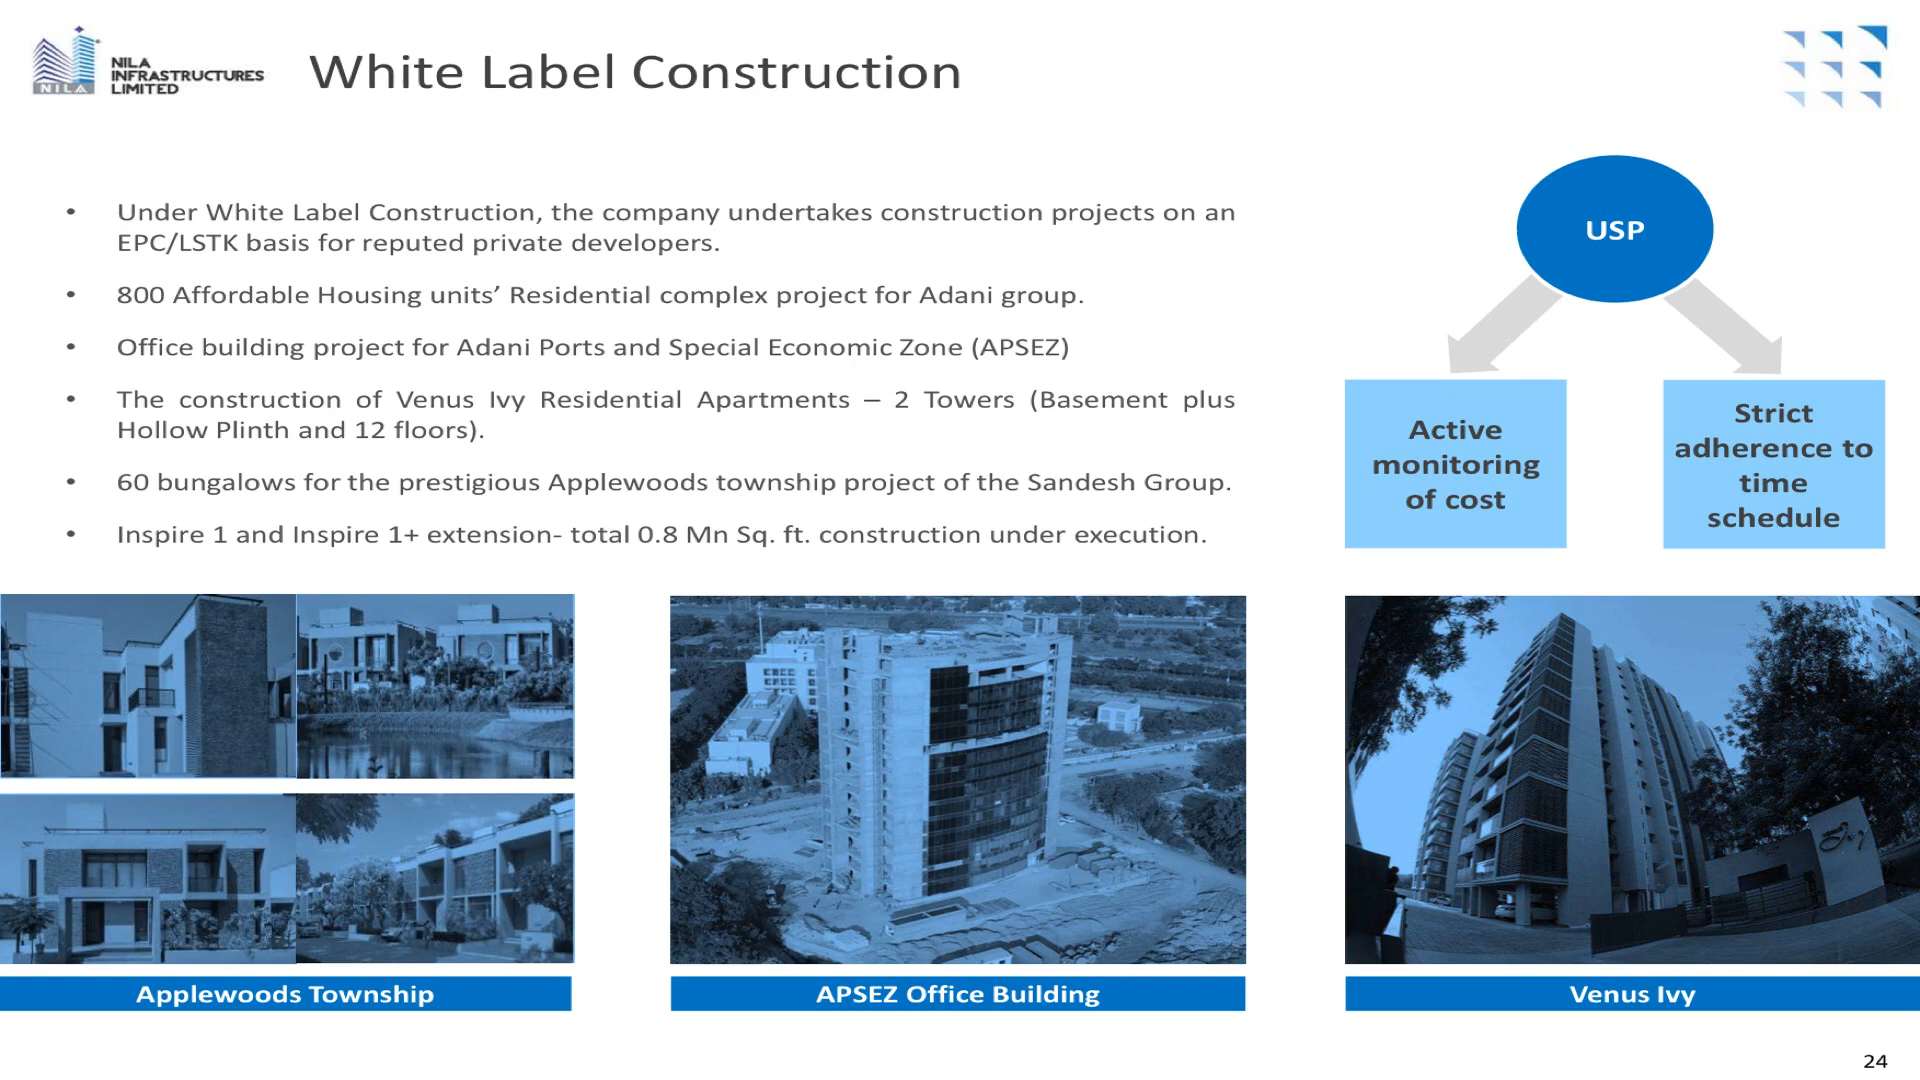 NILA
INFRASTRUCTURES
LIMITED
NILA
White Label Construction
• Under White Label Construction, the company undertakes construction projects on an
EPC/LSTK basis for reputed private developers.
• 800 Affordable Housing units’ Residential complex project for Adani group.
• Office building project for Adani Ports and Special Economic Zone (APSEZ)
• The construction of Venus Ivy Residential Apartments – 2 Towers (Basement plus
Hollow Plinth and 12 floors).
• 60 bungalows for the prestigious Applewoods township project of the Sandesh Group.
• Inspire 1 and Inspire 1+ extension- total 0.8 Mn Sq. ft. construction under execution.
USP
Active
monitoring
of cost
Strict
adherence to
time
schedule
Ivy
Applewoods Township
APSEZ Office Building
Venus Ivy
24